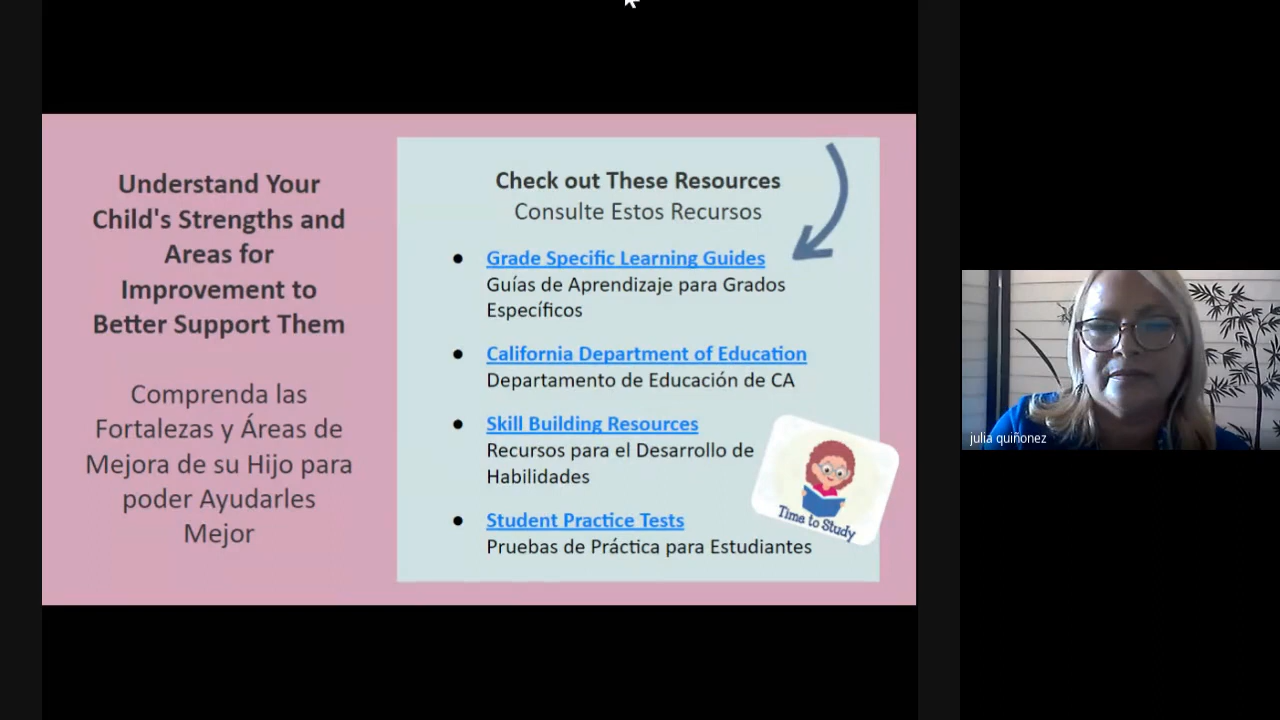 Understand Your
Child's Strengths and
Areas for
Improvement to
Better Support Them
Comprenda las
Fortalezas y Áreas de
Mejora de su Hijo para
poder Ayudarles
Mejor
Check out These Resources
Consulte Estos Recursos
● Grade Specific Learning Guides
Guías de Aprendizaje para Grados
Específicos
● California Department of Education
Departamento de Educación de CA
● Skill Building Resources
Recursos para el Desarrollo de
Habilidades
● Student Practice Tests
Pruebas de Práctica para Estudiantes
Time to Study
julia quiñonez